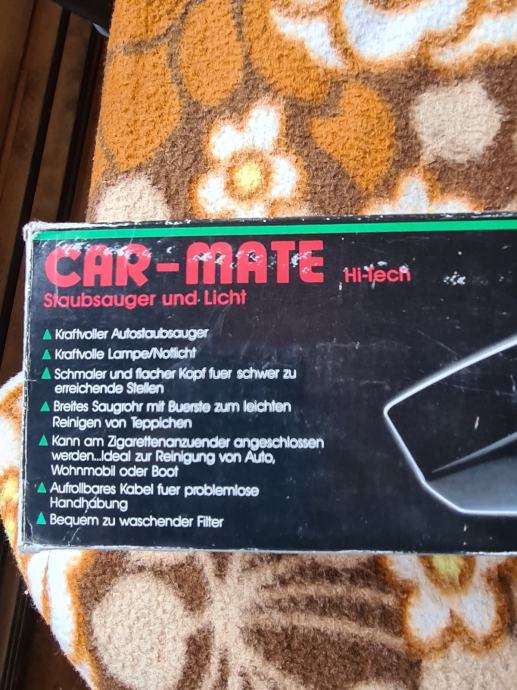 CAR-MATE Hi-Tech
Staubsauger und Licht
Kraftvoller Autostaubsauger
Kraftvolle Lampe/Notlicht
Schmaler und flacher Kopf fuer schwer zu
erreichende Stellen
Breites Saugrohr mit Buerste zum leichten
Reinigen von Teppichen
Kann am Zigarettenanzuender angeschlossen
werden...Ideal zur Reinigung von Auto,
Wohnmobil oder Boot
Aufrollbares Kabel fuer problemlose
Handhabung
Bequem zu waschender Filter